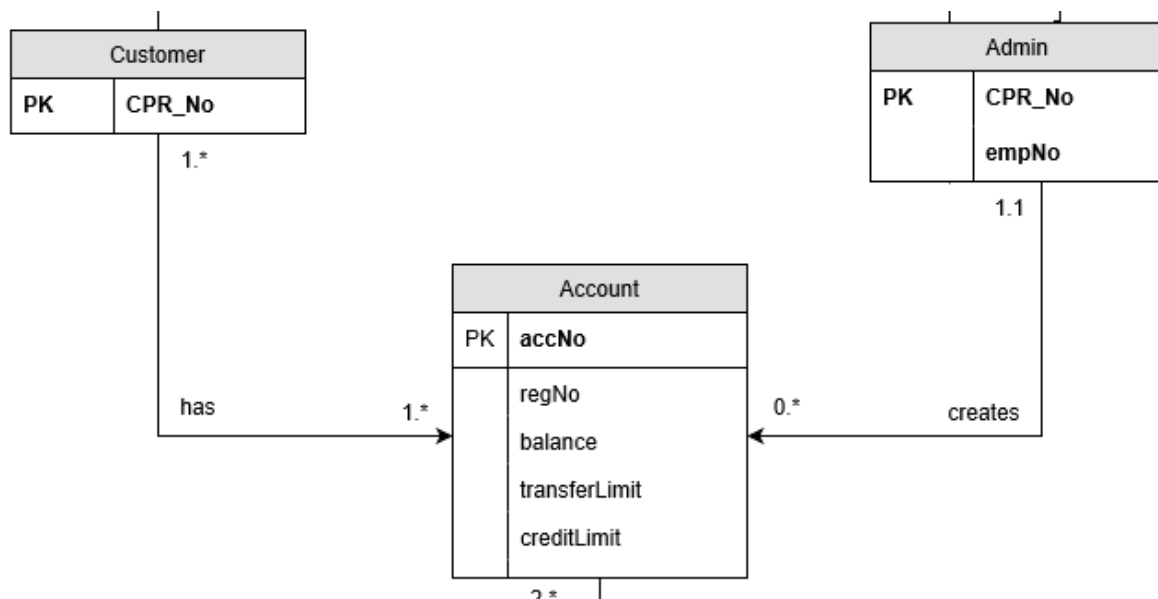 Customer
PK CPR_No
1.*
Admin
PK CPR_No
empNo
1.1
Account
PK accNo
regNo
balance
transferLimit
creditLimit
has
1.*
0.*
creates
2.*